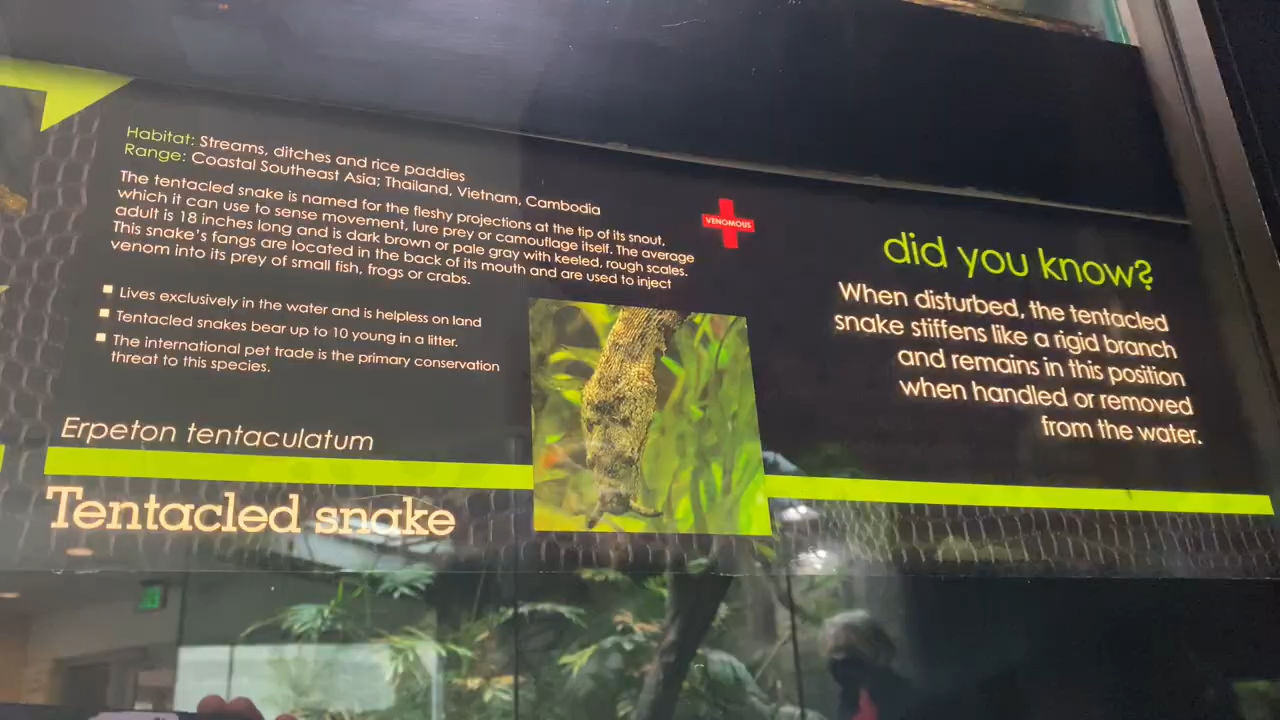 Habitat: Streams, ditches and rice paddies
Range: Coastal Southeast Asia; Thailand, Vietnam, Cambodia
The tentacled snake is named for the fleshy projections at the tip of its snout,
which it can use to sense movement, lure prey or camouflage itself. The average
adult is 18 inches long and is dark brown or pale gray with keeled, rough scales.
This snake's fangs are located in the back of its mouth and are used to inject
venom into its prey of small fish, frogs or crabs.
Lives exclusively in the water and is helpless on land
Tentacled snakes bear up to 10 young in a litter.
The international pet trade is the primary conservation
threat to this species.
Erpeton tentaculatum
Tentacled snake
VENOMOUS
did you know?
When disturbed, the tentacled
snake stiffens like a rigid branch
and remains in this position
when handled or removed
from the water.